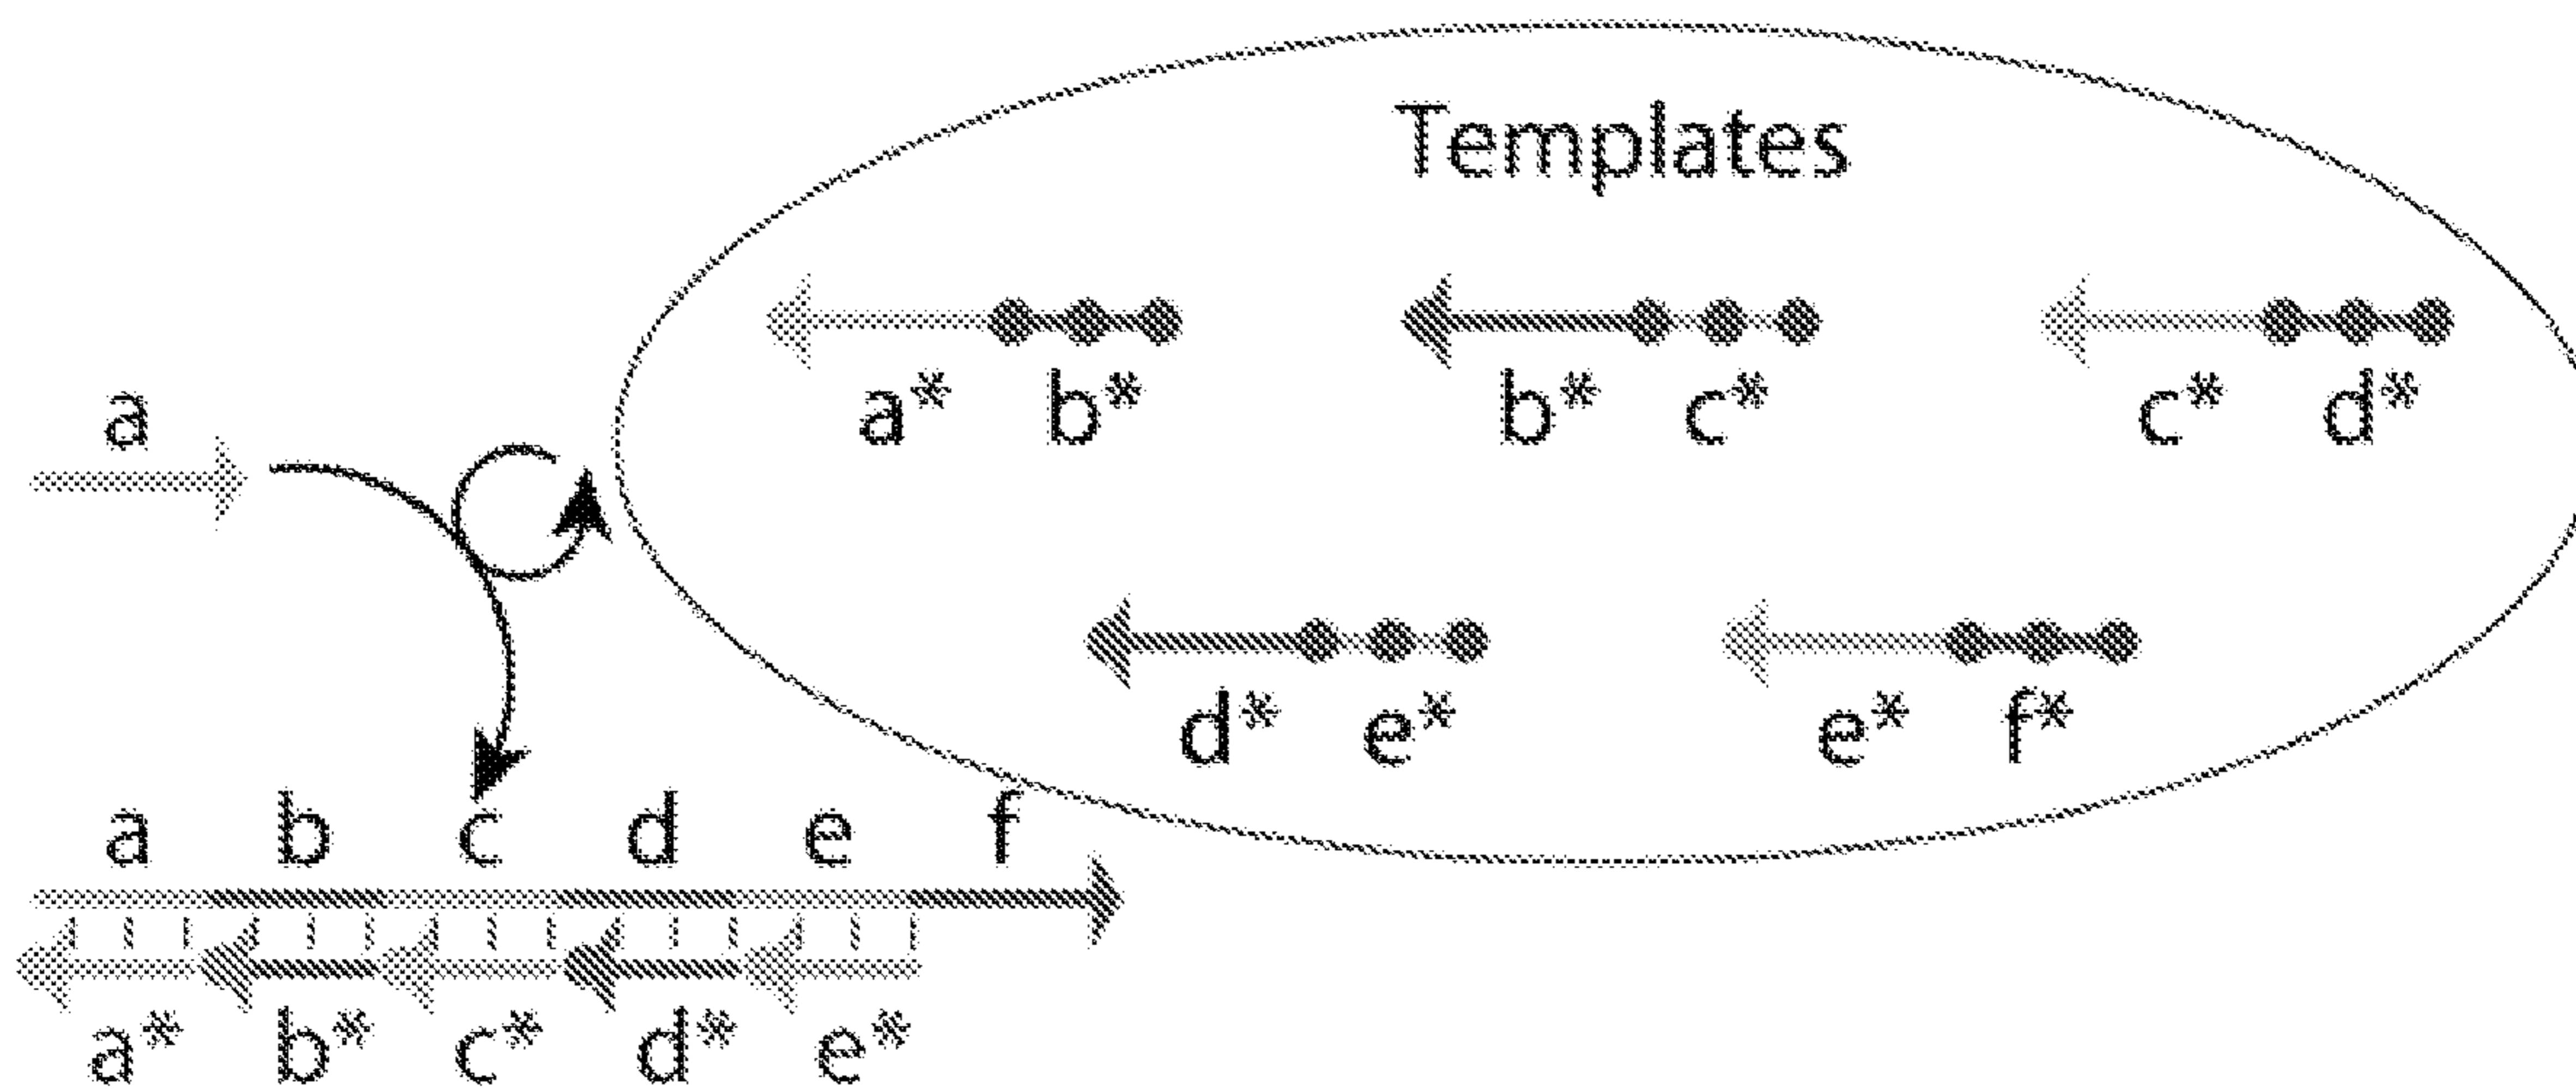 Templates
a* b* b* c* c* d*
a
d* e* e* f*
a b c d e f
a* b* c* d* e*